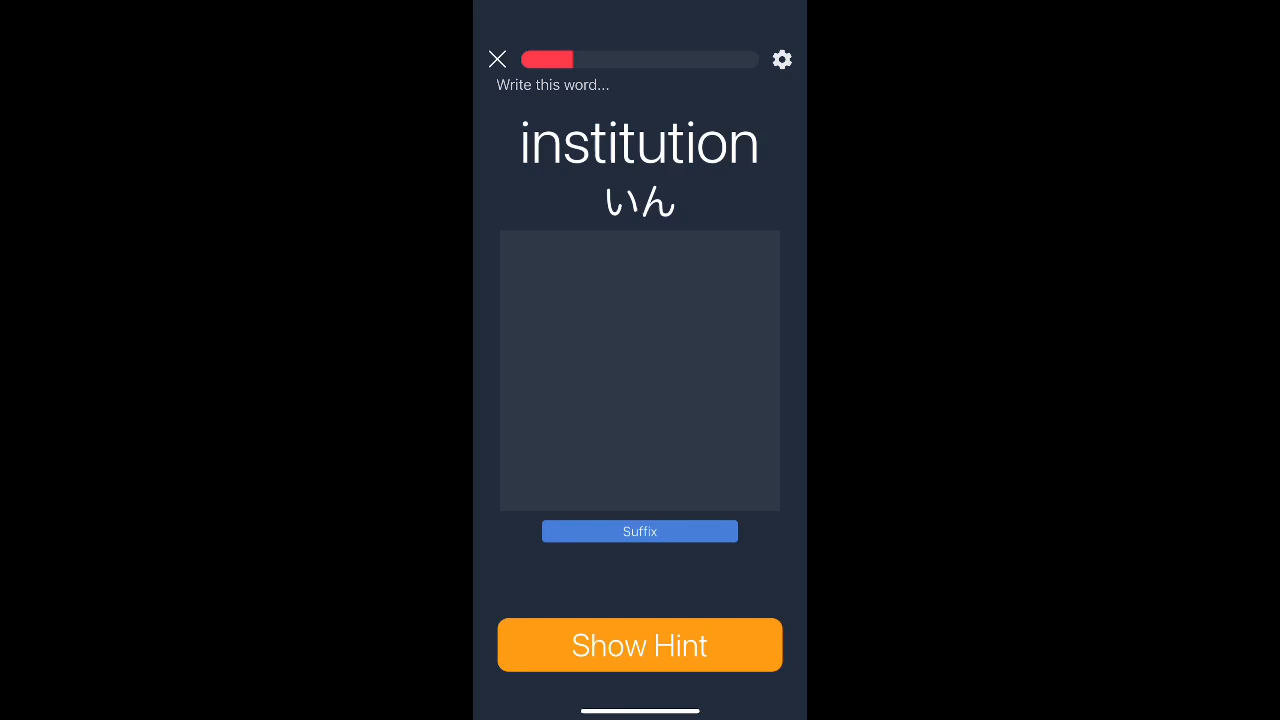 Write this word...
institution
いん
Suffix
Show Hint